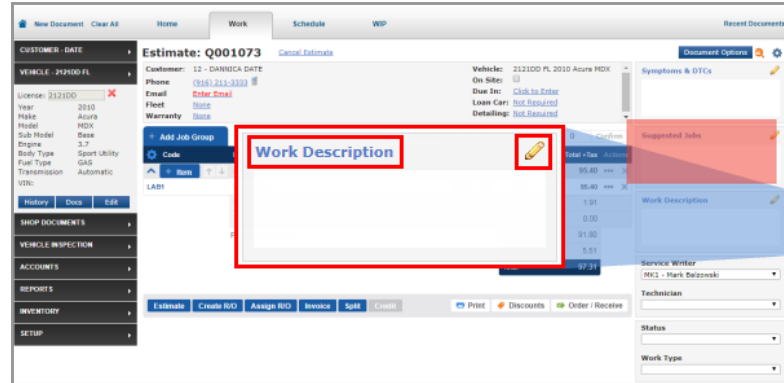 New Document Clear All
Home
Work
Schedule
WIP
Recent Documents
CUSTOMER - DATE
Estimate: Q001073
Cancel Estimate
Document Options
VEHICLE - 2121DD FL
Customer: 12 - DANNICA DATE
Phone (916) 211-3333
Email Enter Email
Fleet None
Warranty None
Vehicle: 2121DD FL 2010 Acura MDX
On Site:
Due In: Click to Enter
Loan Car: Not Required
Detailing: Not Required
Symptoms & DTCs
License: 2121DD
Year 2010
Make Acura
Model MDX
Sub Model Base
Engine 3.7
Body Type Sport Utility
Fuel Type GAS
Transmission Automatic
VIN:
History Docs Edit
+ Add Job Group
Confirm
Suggested Jobs
Code
Total +Tax Actions
+ Item
95.40
LAB1
95.40
1.91
0.00
91.80
5.51
97.31
Work Description
Work Description
SHOP DOCUMENTS
VEHICLE INSPECTION
ACCOUNTS
REPORTS
INVENTORY
SETUP
Service Writer
MK1 - Mark Balzowski
Technician
Estimate Create R/O Assign R/O Invoice Split Credit
Print Discounts Order / Receive
Status
Work Type